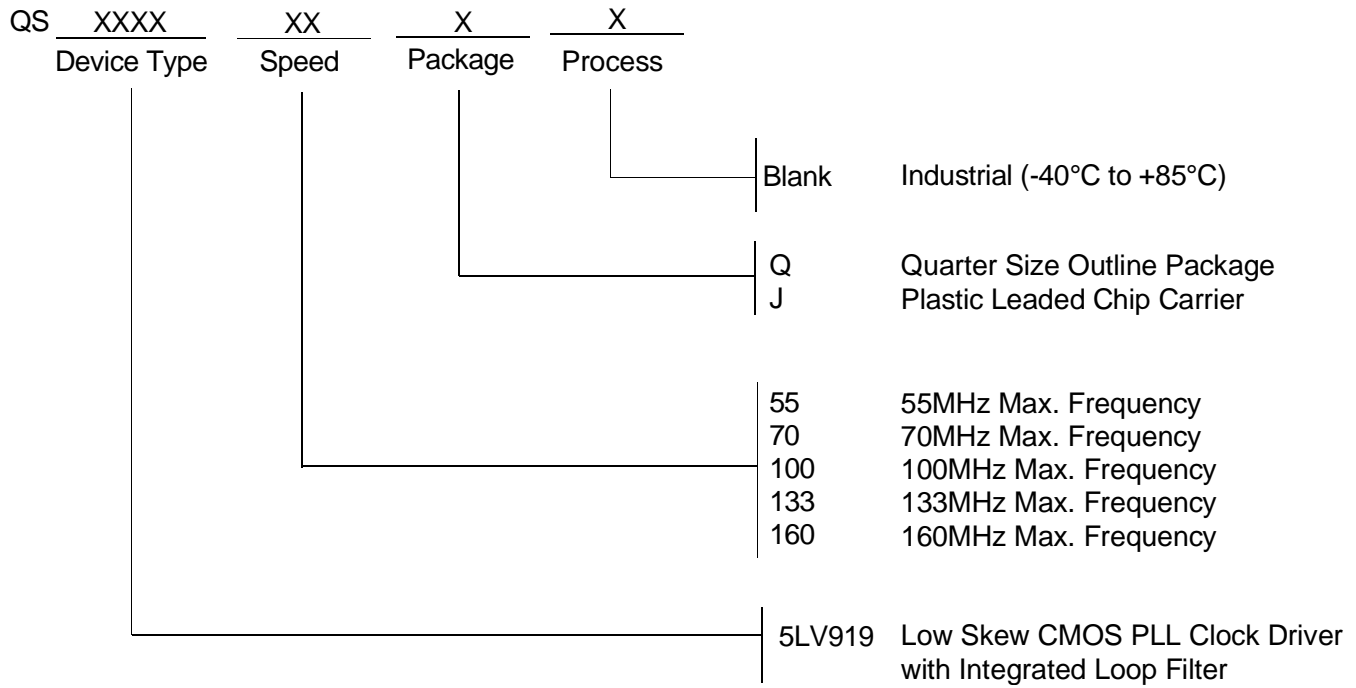 QS XXXX XX X X
Device Type Speed Package Process
Blank Industrial (-40°C to +85°C)
Q Quarter Size Outline Package
J Plastic Leaded Chip Carrier
55 55MHz Max. Frequency
70 70MHz Max. Frequency
100 100MHz Max. Frequency
133 133MHz Max. Frequency
160 160MHz Max. Frequency
5LV919 Low Skew CMOS PLL Clock Driver
with Integrated Loop Filter